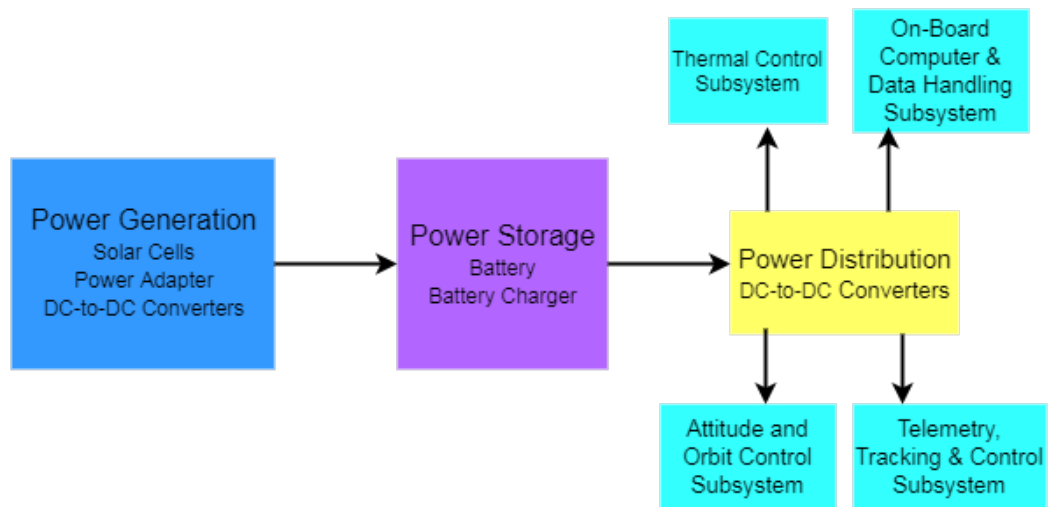 Power Generation
Solar Cells
Power Adapter
DC-to-DC Converters
Power Storage
Battery
Battery Charger
Thermal Control
Subsystem
On-Board
Computer &
Data Handling
Subsystem
Power Distribution
DC-to-DC Converters
Attitude and
Orbit Control
Subsystem
Telemetry,
Tracking & Control
Subsystem